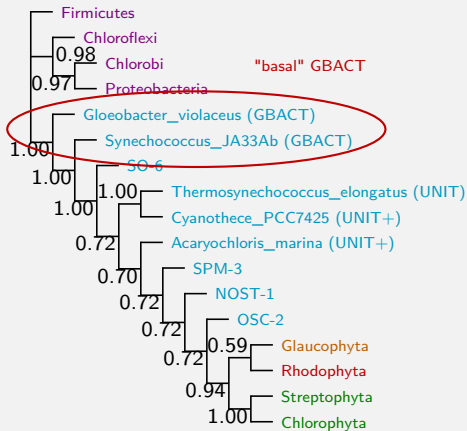 Firmicutes
Chloroflexi
0.98
Chlorobi
"basal" GBACT
0.97
Proteobacteria
Gloeobacter_violaceus (GBACT)
Synechococcus_JA33Ab (GBACT)
1.00
SO-6
1.00
1.00
Thermosynechococcus_elongatus (UNIT)
1.00
Cyanothece_PCC7425 (UNIT+)
0.72
Acaryochloris_marina (UNIT+)
SPM-3
0.70
NOST-1
0.72
OSC-2
0.72
0.59
Glaucophyta
Rhodophyta
0.94
Streptophyta
1.00
Chlorophyta